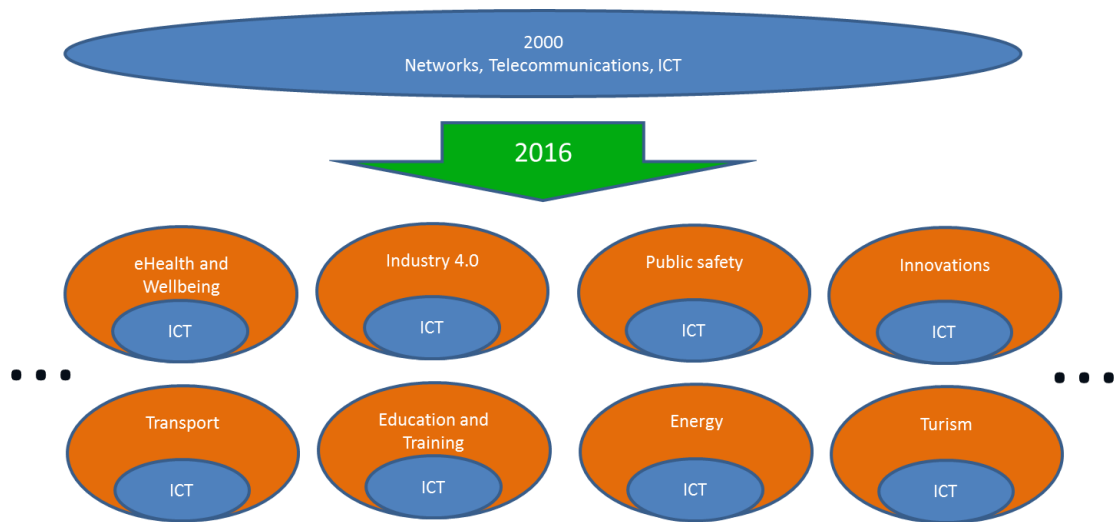 2000
Networks, Telecommunications, ICT
2016
eHealth and
Wellbeing
ICT
Industry 4.0
ICT
Public safety
ICT
Innovations
ICT
Transport
ICT
Education and
Training
ICT
Energy
ICT
Turism
ICT